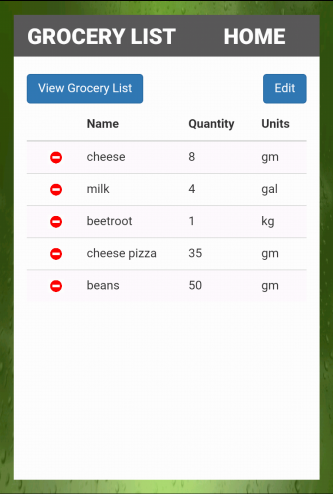 GROCERY LIST HOME
View Grocery List Edit
Name Quantity Units
cheese 8 gm
milk 4 gal
beetroot 1 kg
cheese pizza 35 gm
beans 50 gm